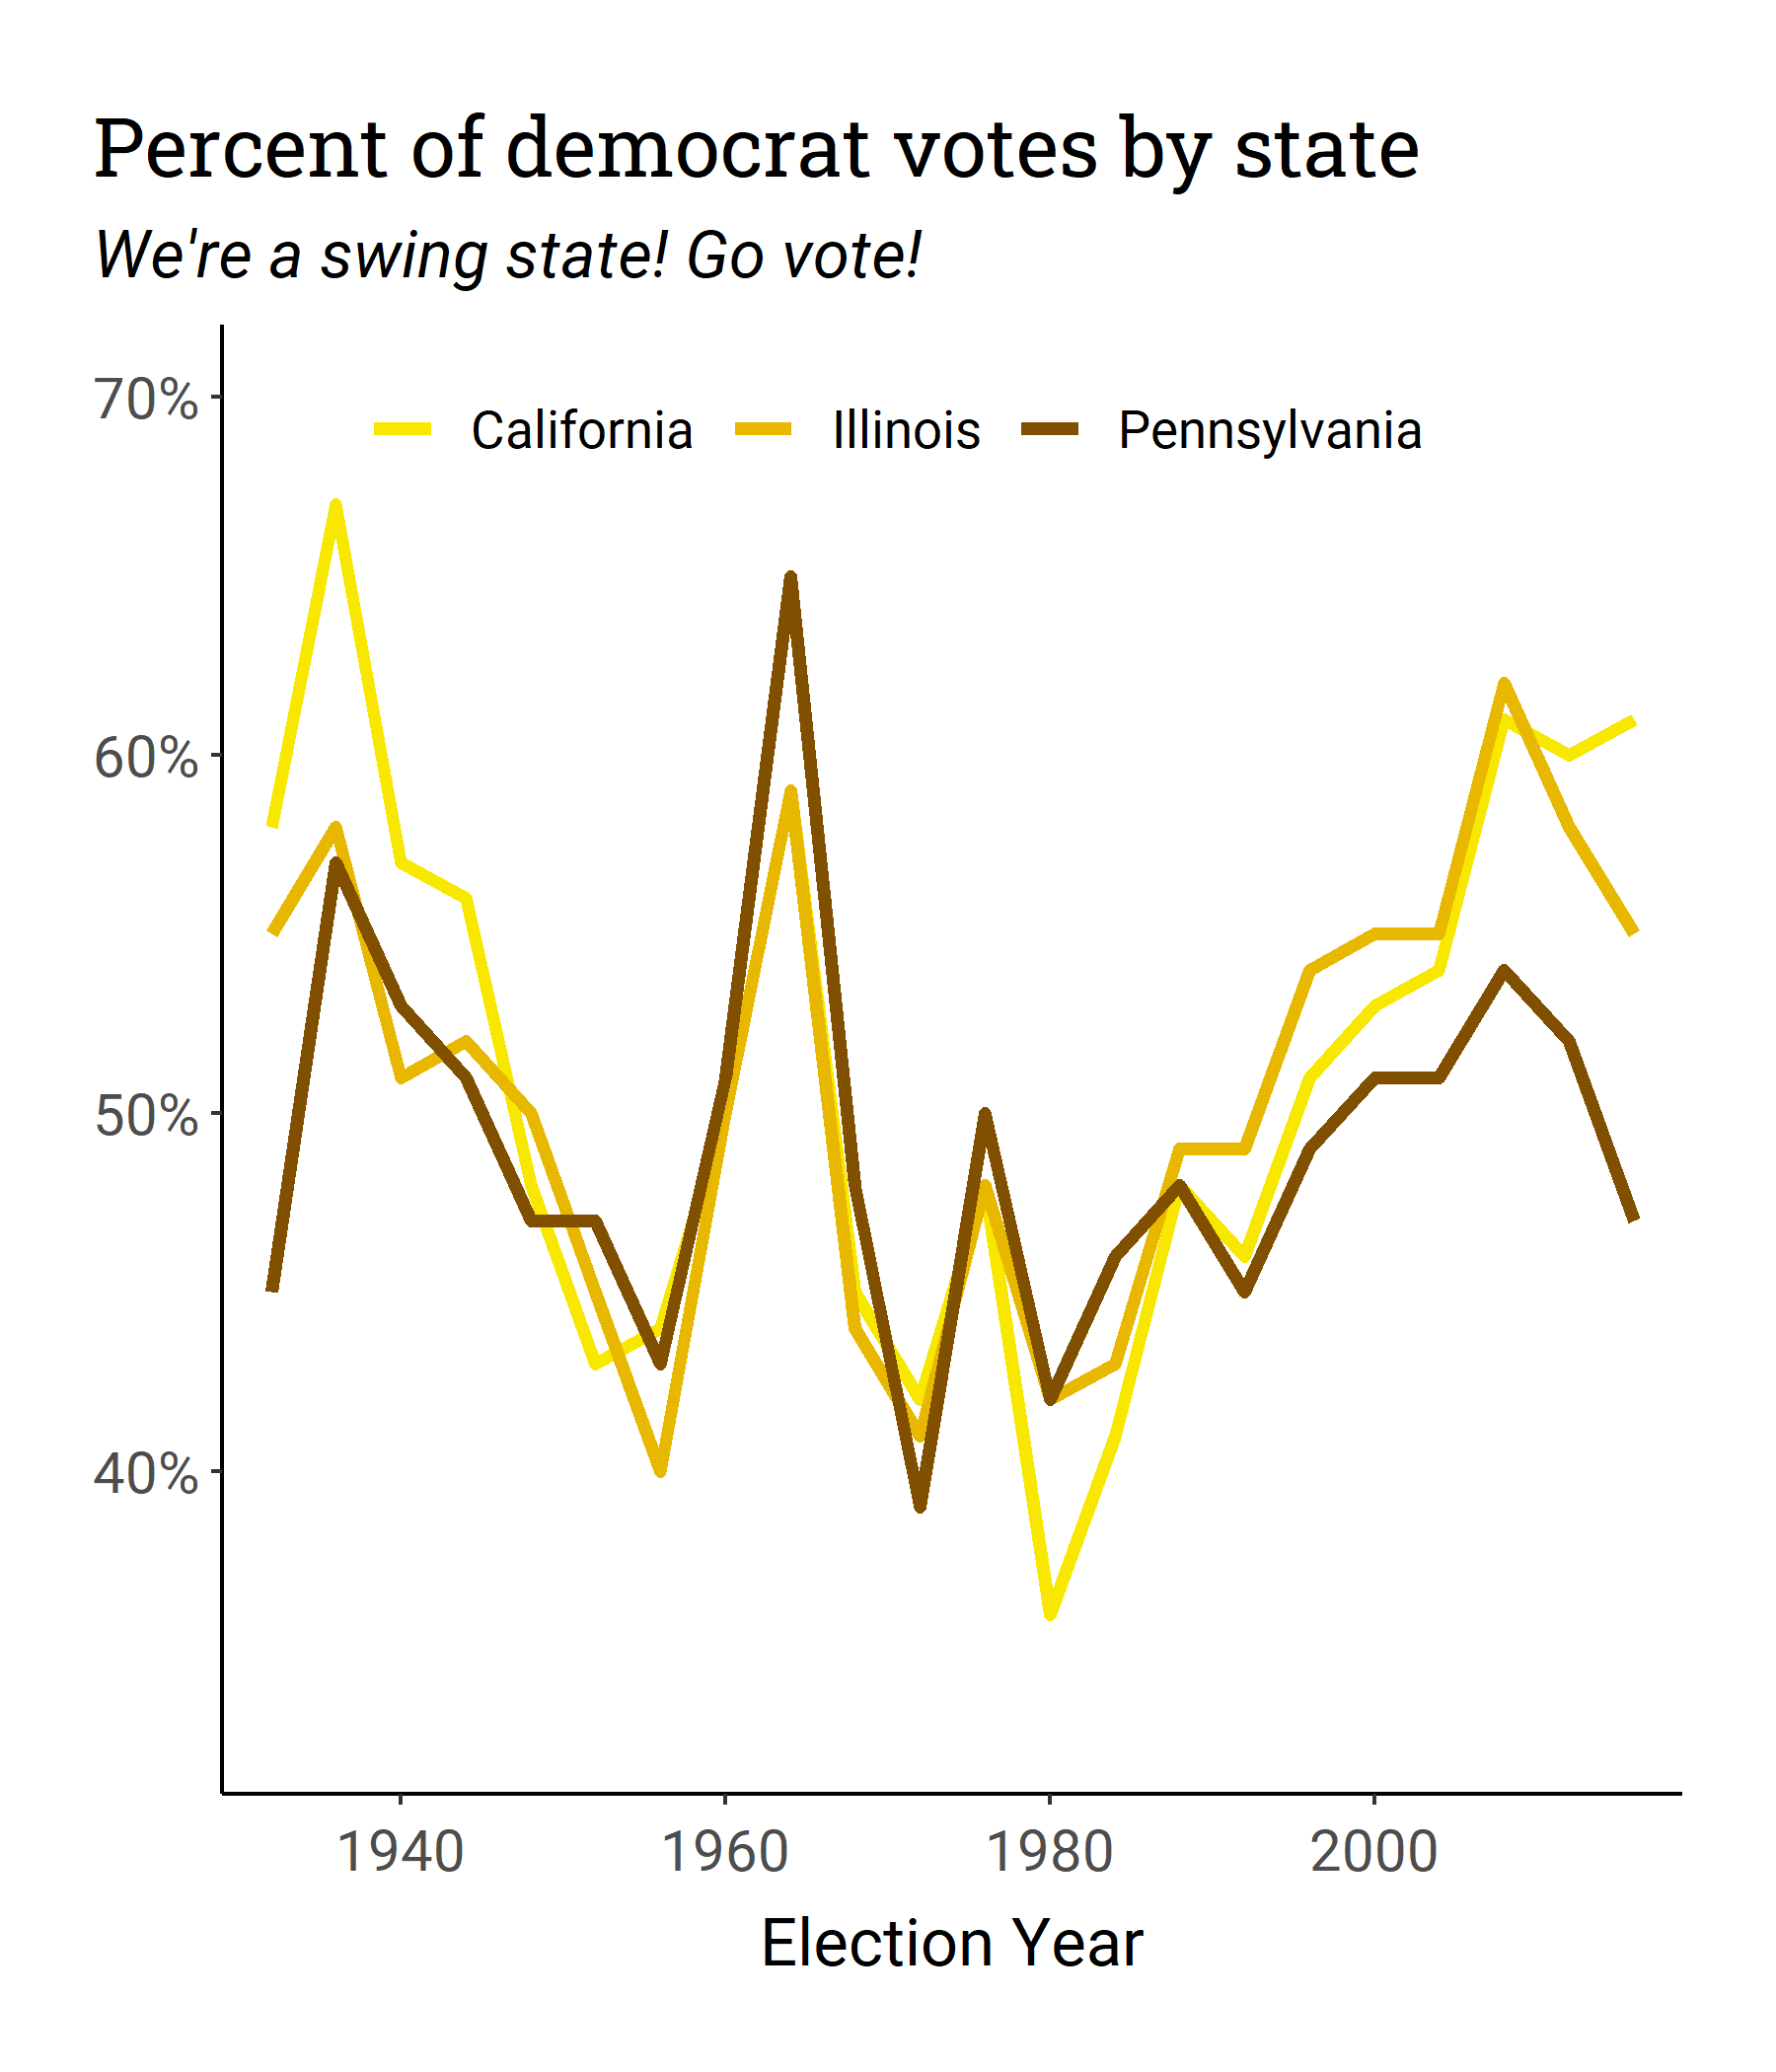 Percent of democrat votes by state
We're a swing state! Go vote!
70%
California Illinois Pennsylvania
60%
50%
40%
1940 1960 1980 2000
Election Year